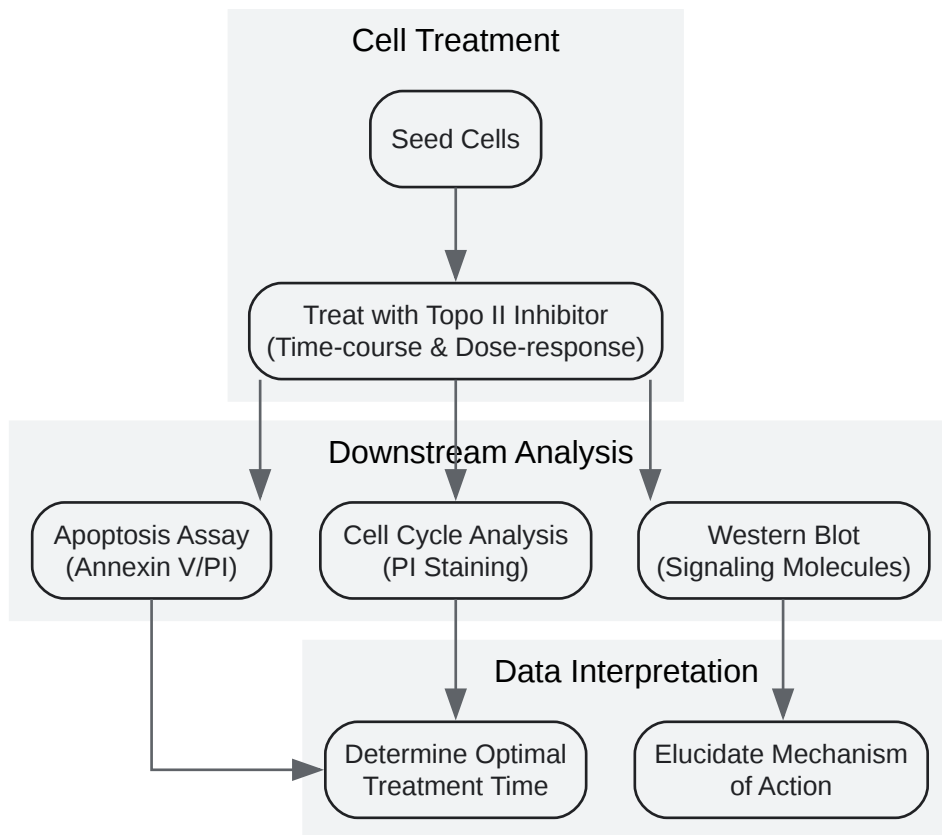 Cell Treatment
Seed Cells
Treat with Topo II Inhibitor
(Time-course & Dose-response)
Downstream Analysis
Apoptosis Assay
(Annexin V/PI)
Cell Cycle Analysis
(PI Staining)
Western Blot
(Signaling Molecules)
Data Interpretation
Determine Optimal
Treatment Time
Elucidate Mechanism
of Action